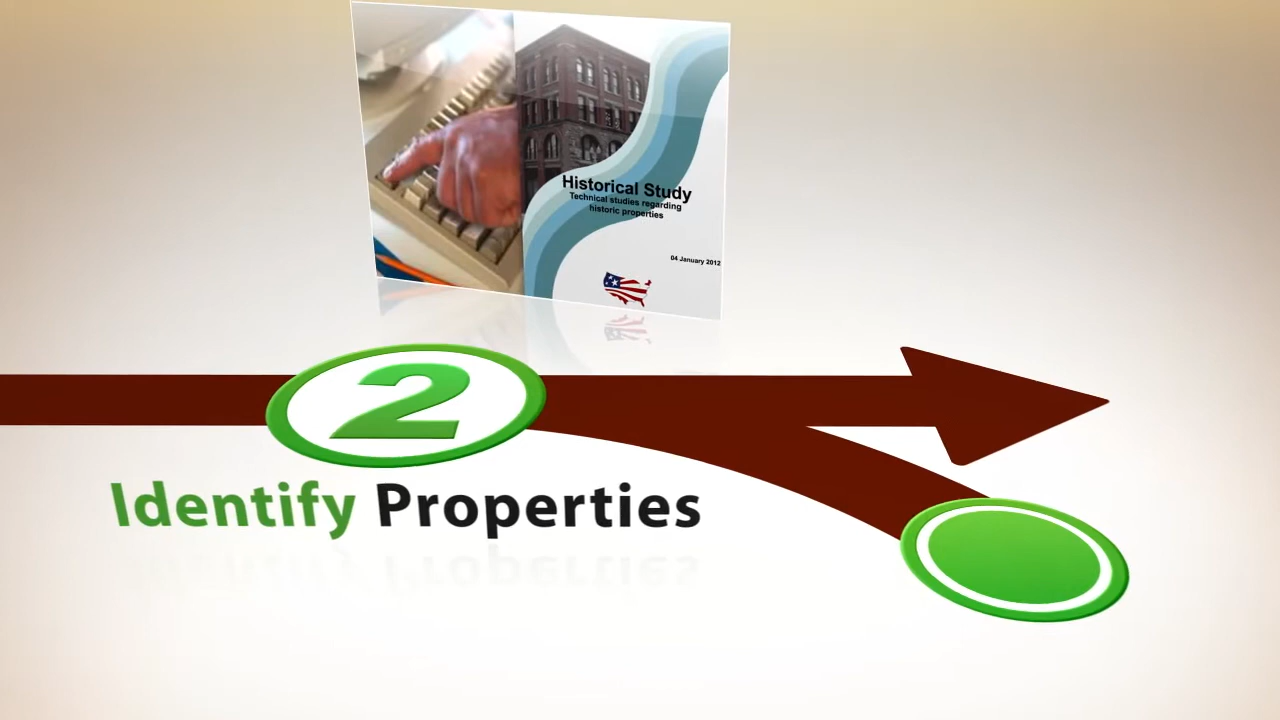 Historical Study
Technical studies regarding
historic properties
04 January 2012
2
Identify Properties